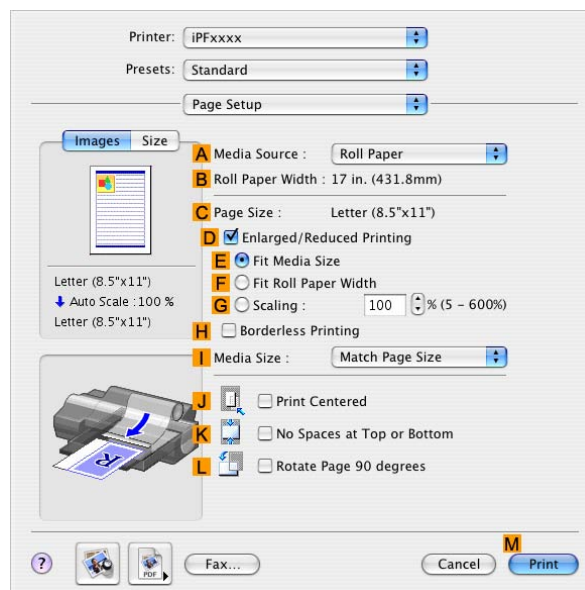 Printer: iPFxxxx
Presets: Standard
Page Setup
Images Size
Letter (8.5"x11")
Auto Scale :100 %
Letter (8.5"x11")
A Media Source : Roll Paper
B Roll Paper Width : 17 in. (431.8mm)
C Page Size : Letter (8.5"x11")
D Enlarged/Reduced Printing
E Fit Media Size
F Fit Roll Paper Width
G Scaling : 100 % (5 – 600%)
H Borderless Printing
I Media Size : Match Page Size
J Print Centered
K No Spaces at Top or Bottom
L Rotate Page 90 degrees
R
M
? PDF Fax... Cancel Print